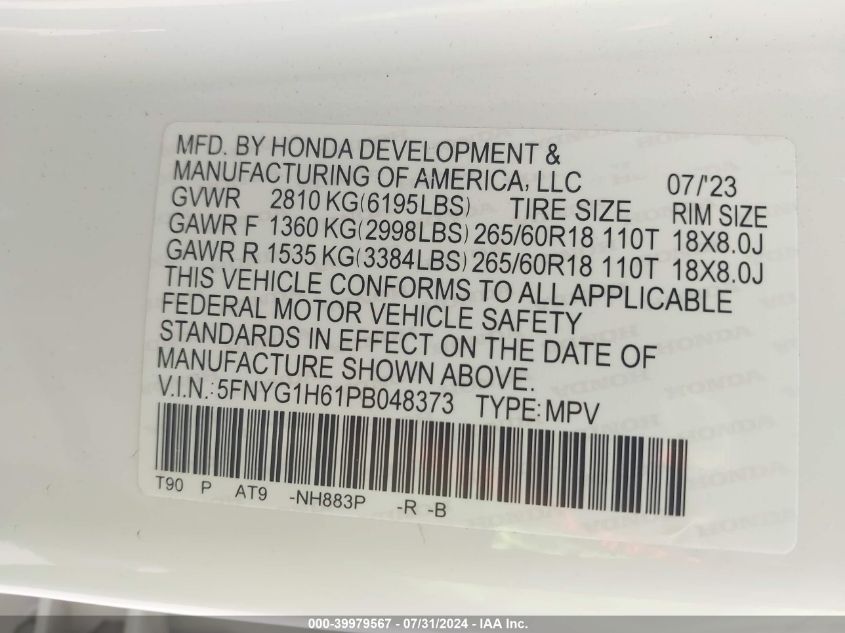 MFD. BY HONDA DEVELOPMENT &
MANUFACTURING OF AMERICA, LLC 07/'23
GVWR 2810 KG(6195LBS) TIRE SIZE RIM SIZE
GAWR F 1360 KG(2998LBS) 265/60R18 110T 18X8.0J
GAWR R 1535 KG(3384LBS) 265/60R18 110T 18X8.0J
THIS VEHICLE CONFORMS TO ALL APPLICABLE
FEDERAL MOTOR VEHICLE SAFETY
STANDARDS IN EFFECT ON THE DATE OF
MANUFACTURE SHOWN ABOVE.
V.I.N.:5FNYG1H61PB048373 TYPE:MPV
T90 P AT9 -NH883P -R -B
000-39979567 - 07/31/2024 - IAA Inc.